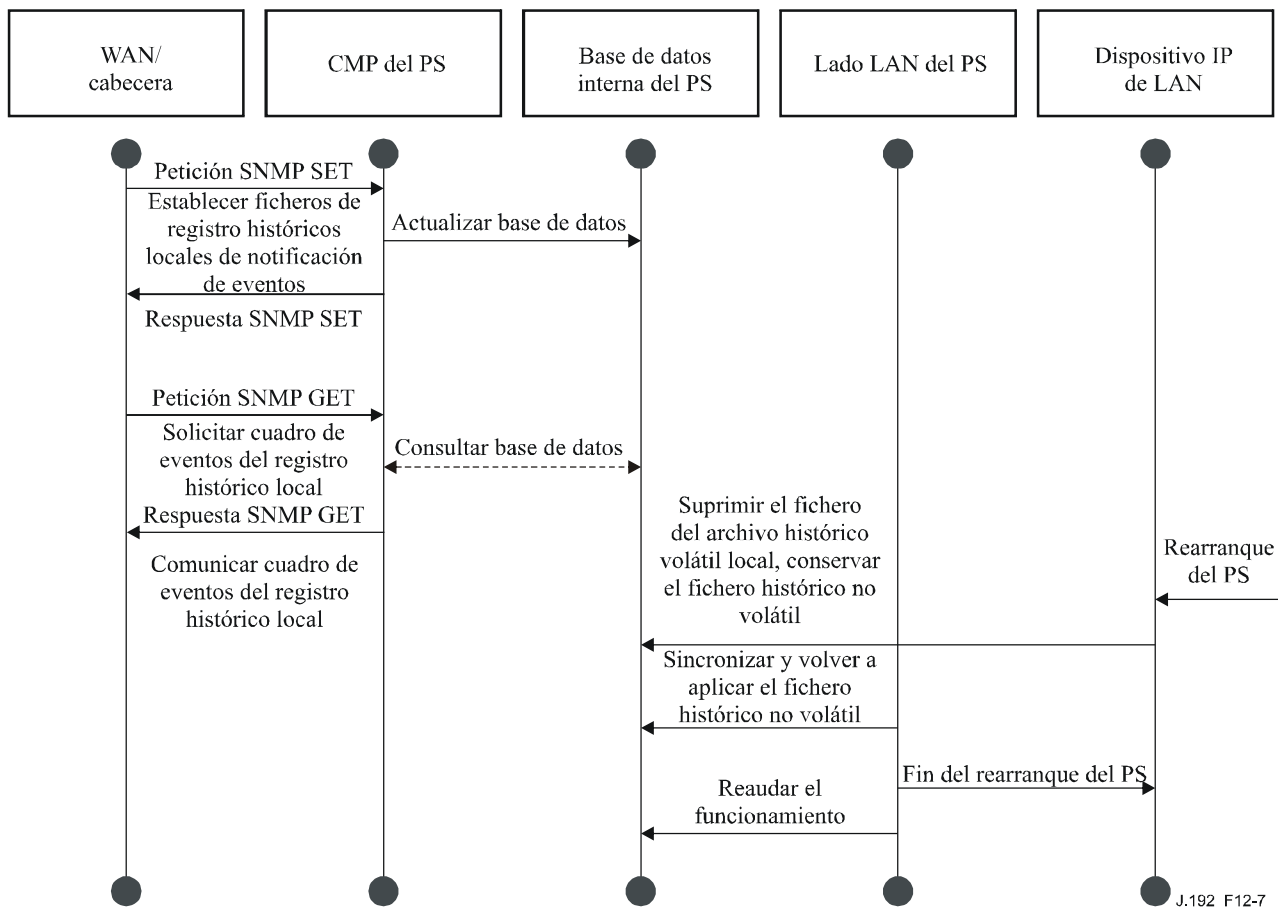 WAN/
cabecera
CMP del PS
Base de datos
interna del PS
Lado LAN del PS
Dispositivo IP
de LAN
Petición SNMP SET
Establecer ficheros de
registro históricos
locales de notificación
de eventos
Actualizar base de datos
Respuesta SNMP SET
Petición SNMP GET
Solicitar cuadro de
eventos del registro
histórico local
Consultar base de datos
Respuesta SNMP GET
Comunicar cuadro de
eventos del registro
histórico local
Suprimir el fichero
del archivo histórico
volátil local, conservar
el fichero histórico no
volátil
Rearranque
del PS
Sincronizar y volver a
aplicar el fichero
histórico no volátil
Fin del rearranque del PS
Reaudar el
funcionamiento
J.192_F12-7